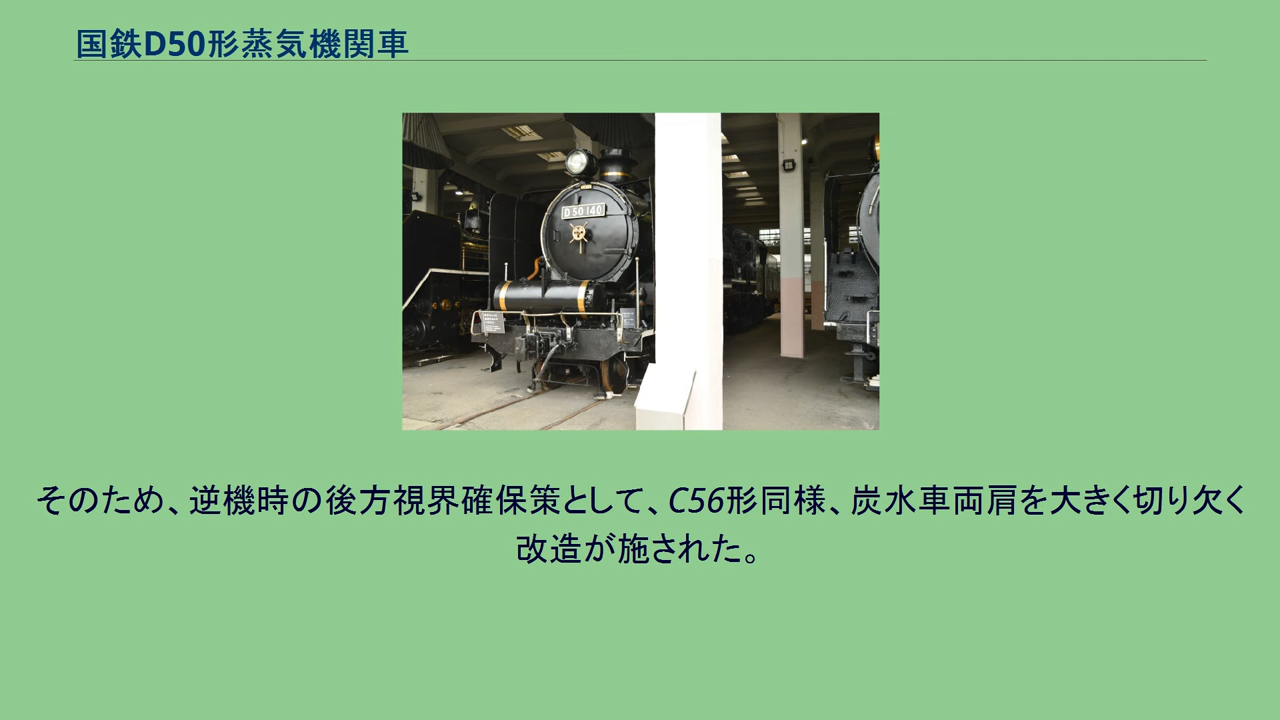 国鉄D50形蒸気機関車
D50 140
そのため、逆機時の後方視界確保策として、C56形同様、炭水車両肩を大きく切り欠く
改造が施された。